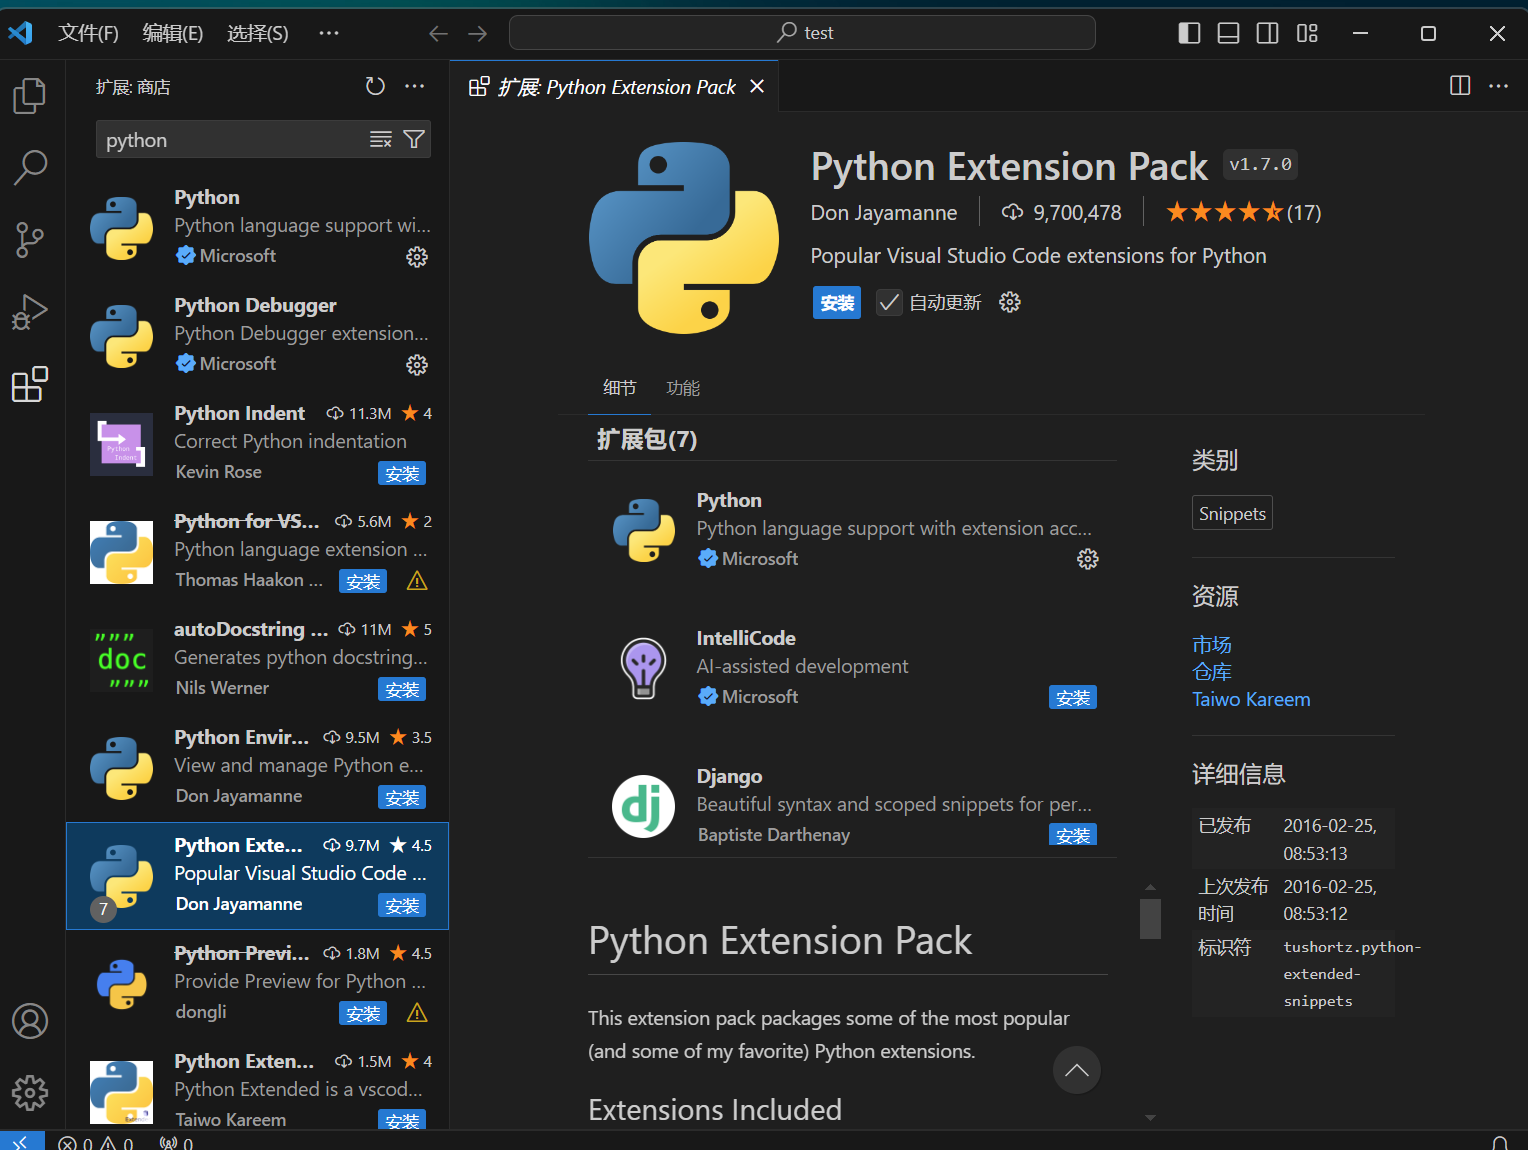 文件(F) 编辑(E) 选择(S) ··· test
扩展: 商店
python
Python
Python language support wi...
Microsoft
Python Debugger
Python Debugger extension...
Microsoft
Python Indent 11.3M 4
Correct Python indentation
Kevin Rose 安装
Python for VS... 5.6M 2
Python language extension ...
Thomas Haakon ... 安装
""" doc """
autoDocstring ... 11M 5
Generates python docstring...
Nils Werner 安装
Python Envir... 9.5M 3.5
View and manage Python e...
Don Jayamanne 安装
Python Exte... 9.7M 4.5
Popular Visual Studio Code ...
7 Don Jayamanne 安装
Python Previ... 1.8M 4.5
Provide Preview for Python ...
dongli 安装
Python Exten... 1.5M 4
Python Extended is a vscod...
Taiwo Kareem 安装
扩展: Python Extension Pack
Python Extension Pack v1.7.0
Don Jayamanne 9,700,478 (17)
Popular Visual Studio Code extensions for Python
安装 自动更新
细节 功能
扩展包(7)
Python
Python language support with extension acc...
Microsoft
IntelliCode
AI-assisted development
Microsoft 安装
dj
Django
Beautiful syntax and scoped snippets for per...
Baptiste Darthenay 安装
Python Extension Pack
This extension pack packages some of the most popular
(and some of my favorite) Python extensions.
Extensions Included
类别
Snippets
资源
市场
仓库
Taiwo Kareem
详细信息
已发布 2016-02-25,
08:53:13
上次发布 2016-02-25,
时间 08:53:12
标识符 tushortz.python-
extended-
snippets
0 0 0